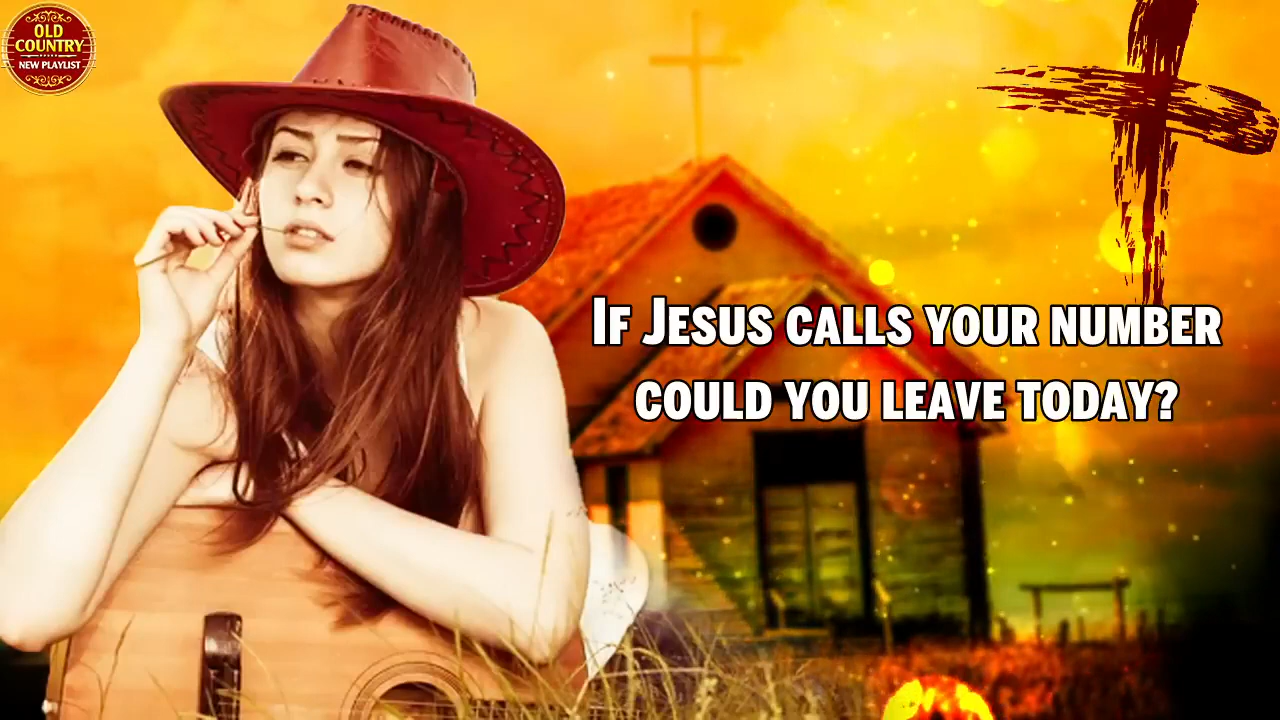 OLD
COUNTRY
NEW PLAYLIST
IF JESUS CALLS YOUR NUMBER
COULD YOU LEAVE TODAY?